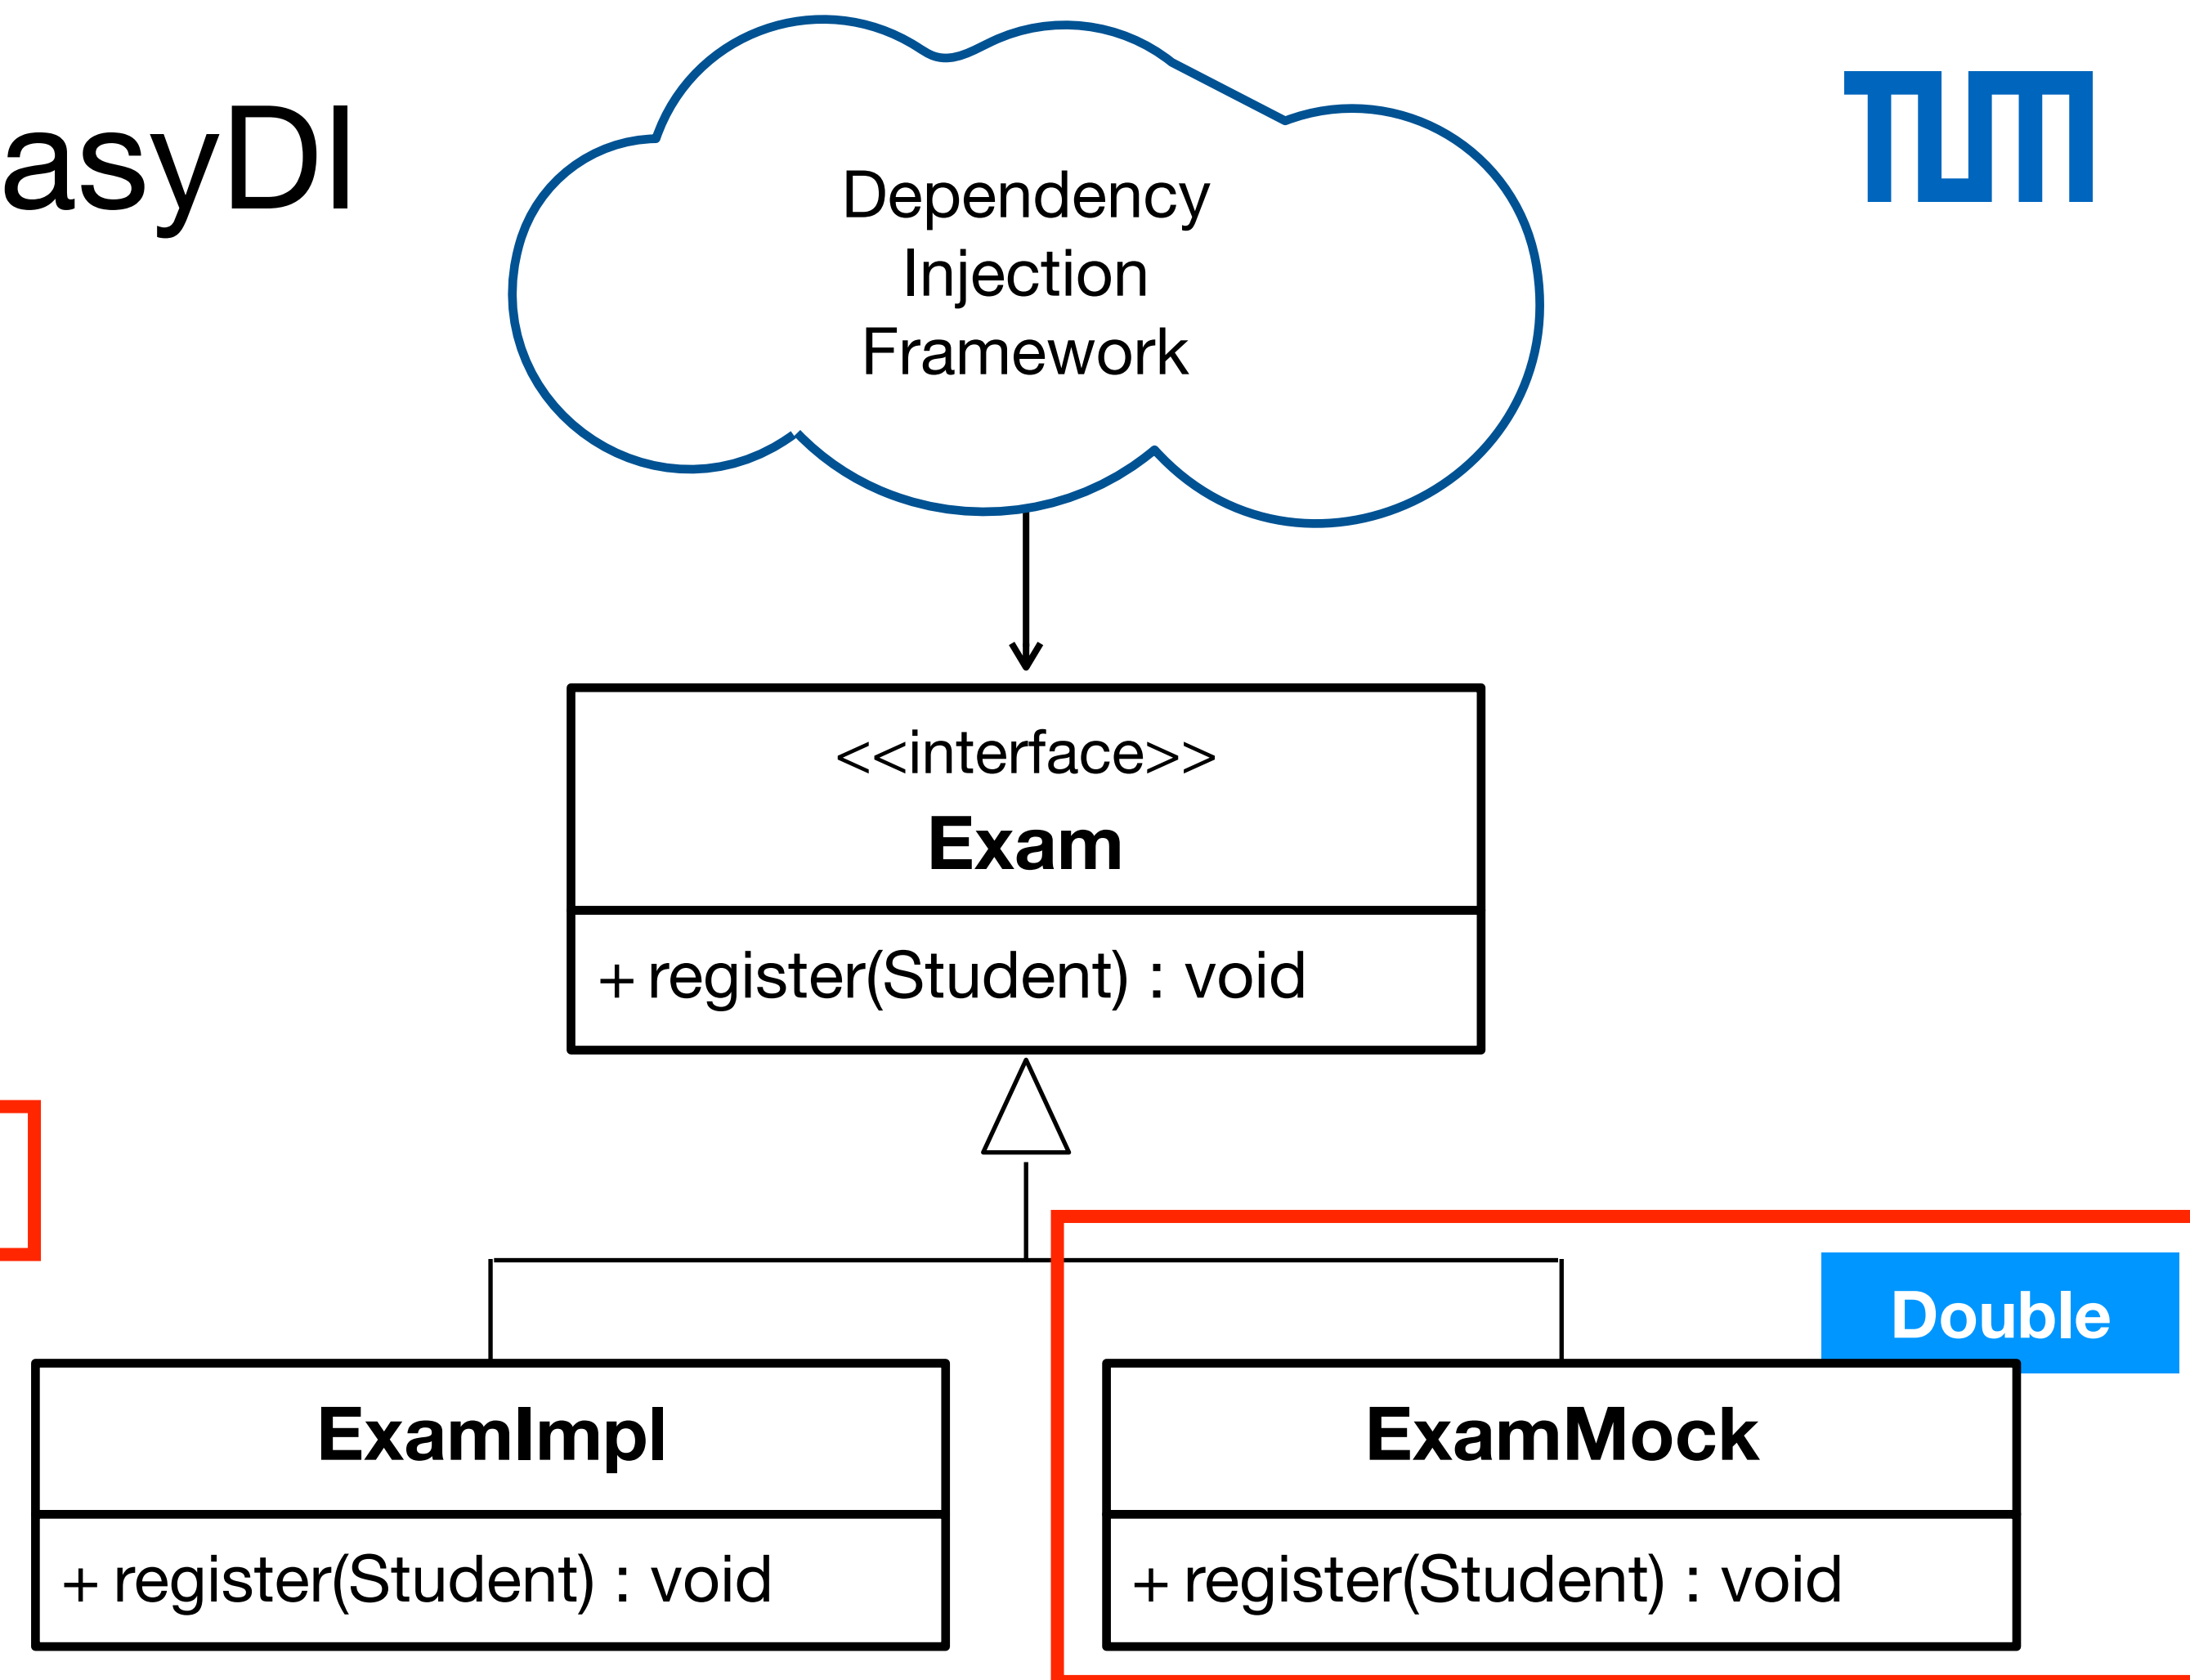 asyDI
TUM
Dependency
Injection
Framework
<<interface>>
Exam
+ register(Student) : void
Double
ExamImpl
+ register(Student) : void
ExamMock
+ register(Student) : void